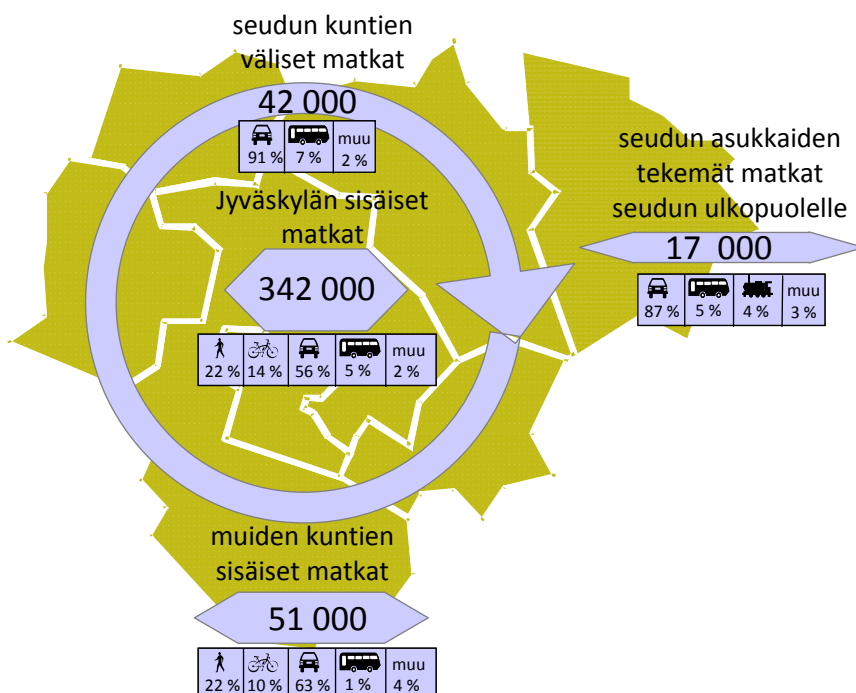 seudun kuntien
väliset matkat
42 000
muu
91 % 7 % 2 %
seudun asukkaiden
tekemät matkat
seudun ulkopuolelle
17 000
muu
87 % 5 % 4 % 3 %
Jyväskylän sisäiset
matkat
342 000
muu
22 % 14 % 56 % 5 % 2 %
muiden kuntien
sisäiset matkat
51 000
muu
22 % 10 % 63 % 1 % 4 %